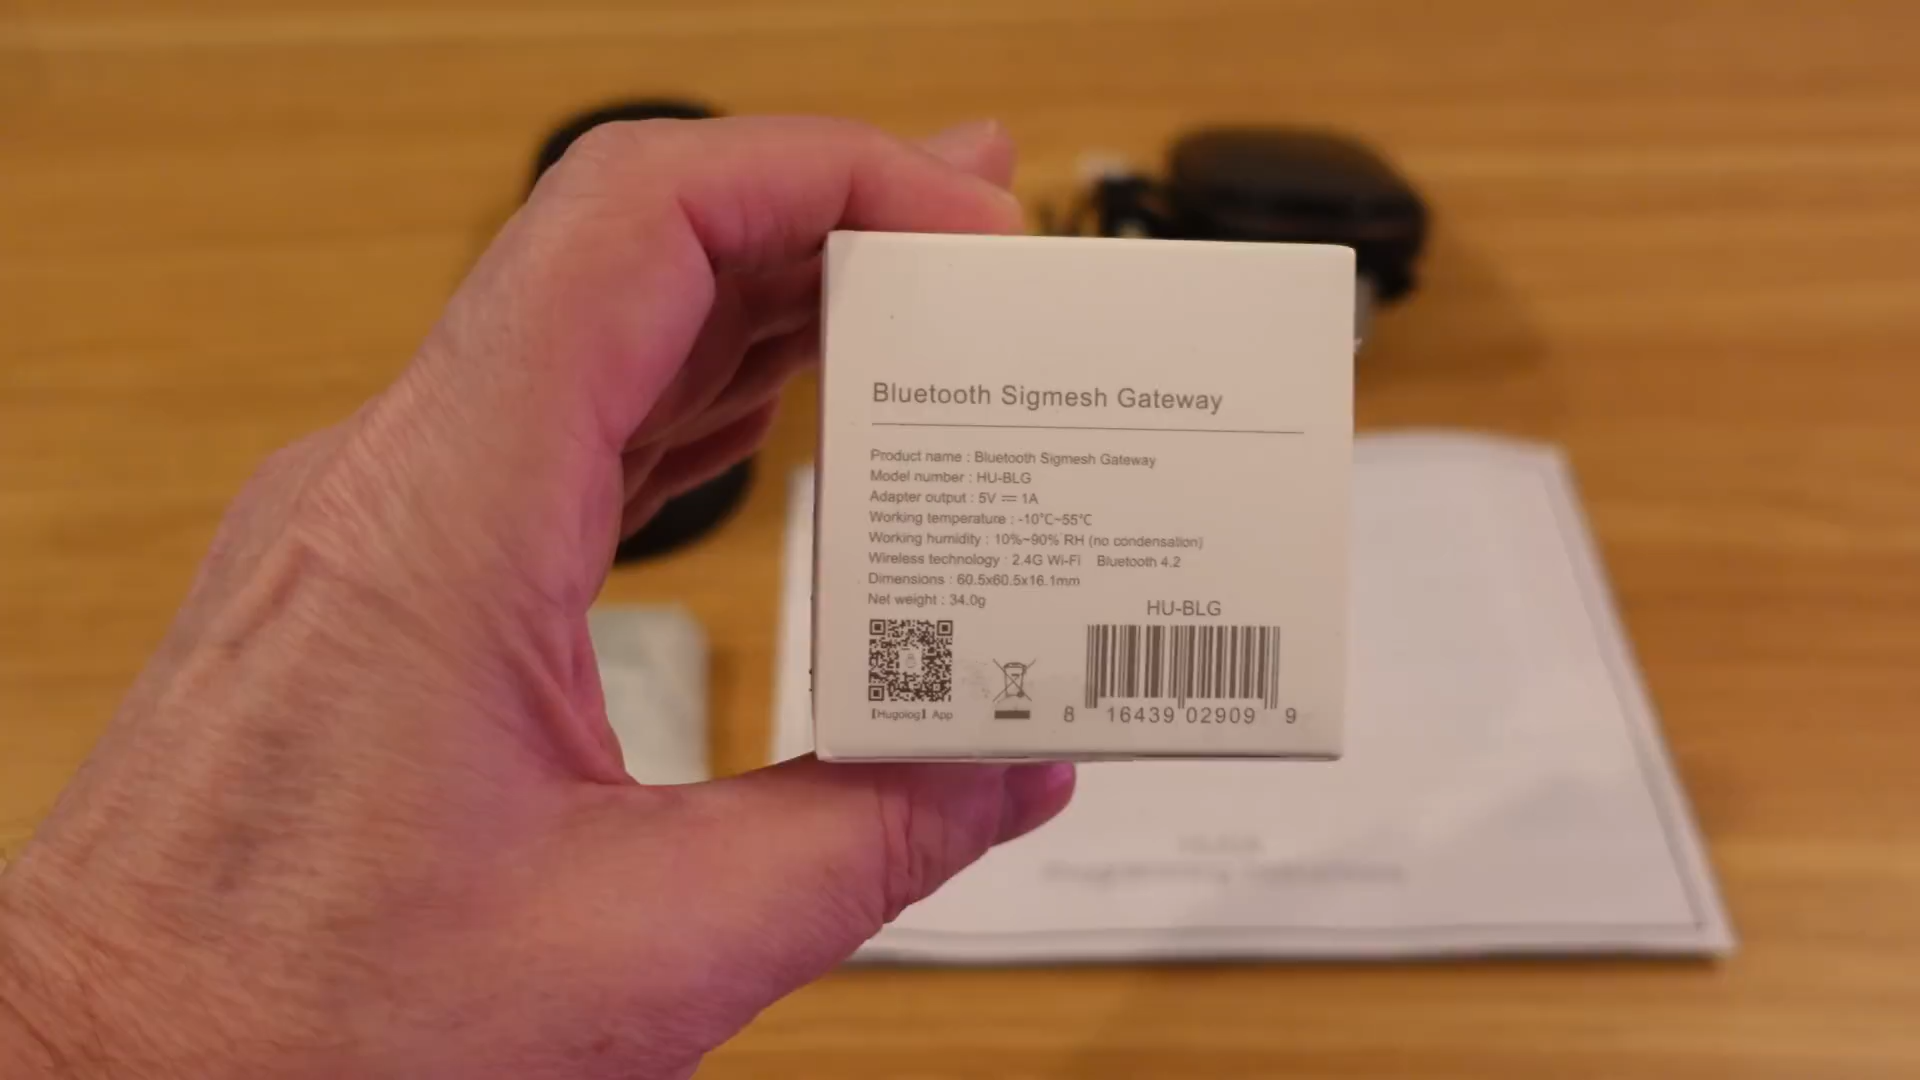 Bluetooth Sigmesh Gateway
Product name : Bluetooth Sigmesh Gateway
Model number : HU-BLG
Adapter output : 5V ⎓ 1A
Working temperature : -10°C~55°C
Working humidity : 10%~90% RH (no condensation)
Wireless technology : 2.4G Wi-Fi Bluetooth 4.2
Dimensions : 60.5x60.5x16.1mm
Net weight : 34.0g
HU-BLG
【Hugolog】 App
8 16439 02909 9